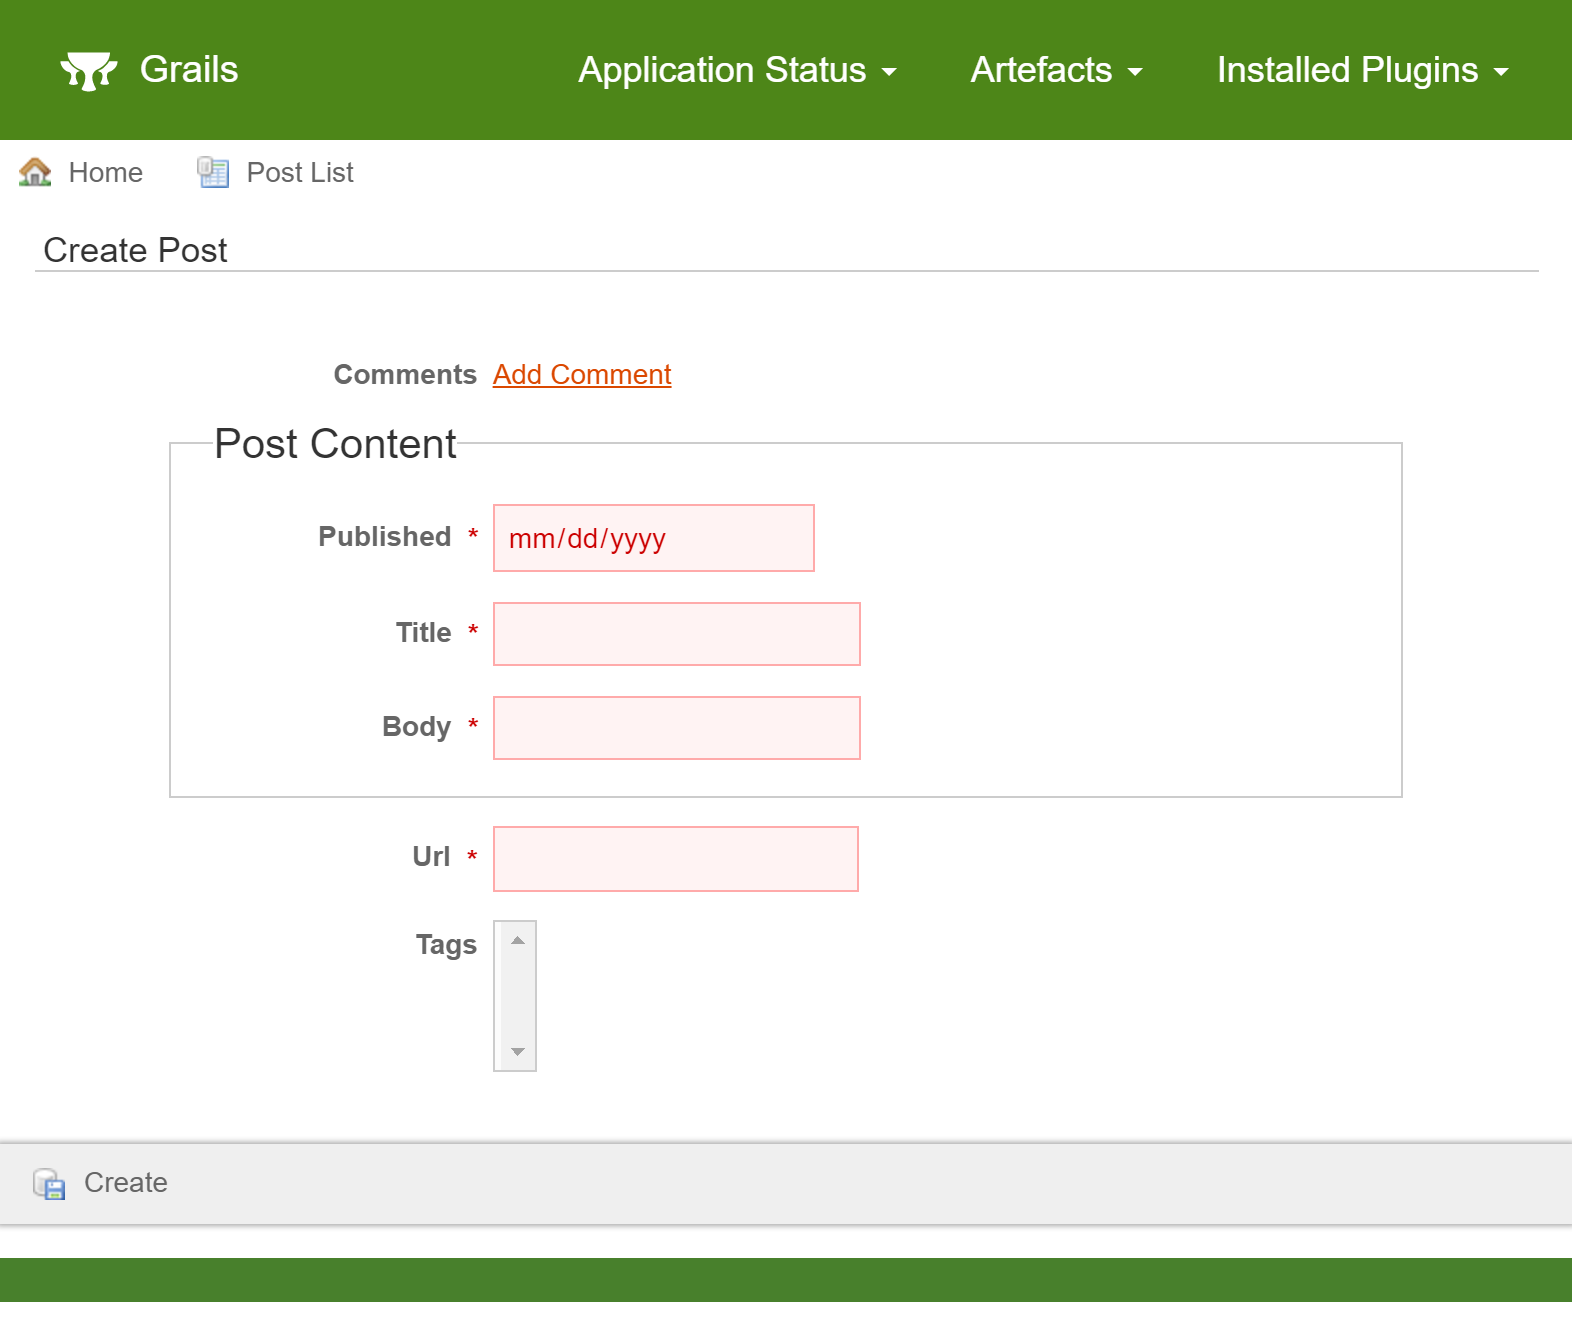 Grails
Application Status
Artefacts
Installed Plugins
Home
Post List
Create Post
Comments Add Comment
Post Content
Published * mm/dd/yyyy
Title *
Body *
Url *
Tags
Create